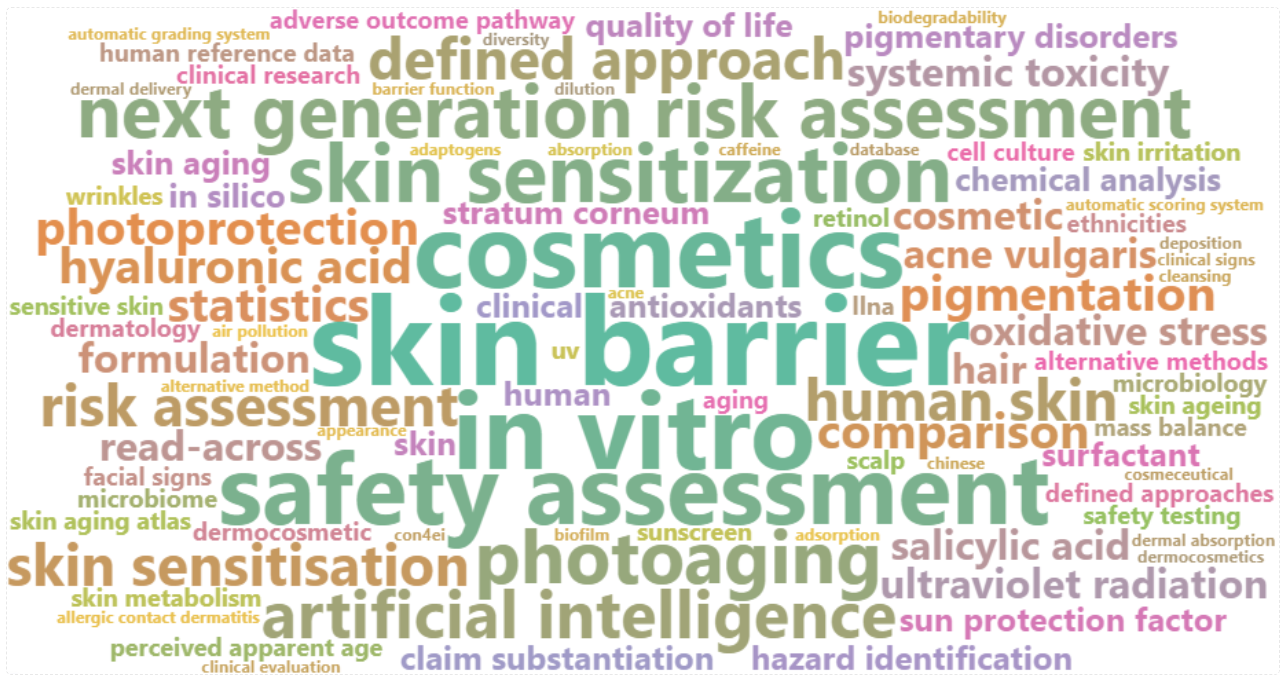 adverse outcome pathway
quality of life
biodegradability
automatic grading system
diversity
pigmentary disorders
human reference data
defined approach
clinical research
systemic toxicity
dermal delivery
barrier function
dilution
next generation risk assessment
adaptogens
absorption
caffeine
database
cell culture
skin irritation
skin aging
skin sensitization
chemical analysis
wrinkles
in silico
automatic scoring system
stratum corneum
retinol
cosmetic
ethnicities
photoprotection
cosmetics
acne vulgaris
deposition
clinical signs
hyaluronic acid
cleansing
acne
pigmentation
sensitive skin
statistics
clinical
antioxidants
llna
dermatology
air pollution
skin barrier
oxidative stress
formulation
uv
hair
alternative methods
alternative method
human
microbiology
risk assessment
aging
human skin
skin ageing
appearance
in vitro
comparison
mass balance
read-across
skin
scalp
chinese
surfactant
facial signs
cosmeceutical
microbiome
safety assessment
defined approaches
skin aging atlas
safety testing
dermocosmetic
con4ei
biofilm
sunscreen
adsorption
salicylic acid
dermal absorption
dermocosmetics
skin sensitisation
photoaging
ultraviolet radiation
skin metabolism
allergic contact dermatitis
artificial intelligence
sun protection factor
perceived apparent age
claim substantiation
hazard identification
clinical evaluation